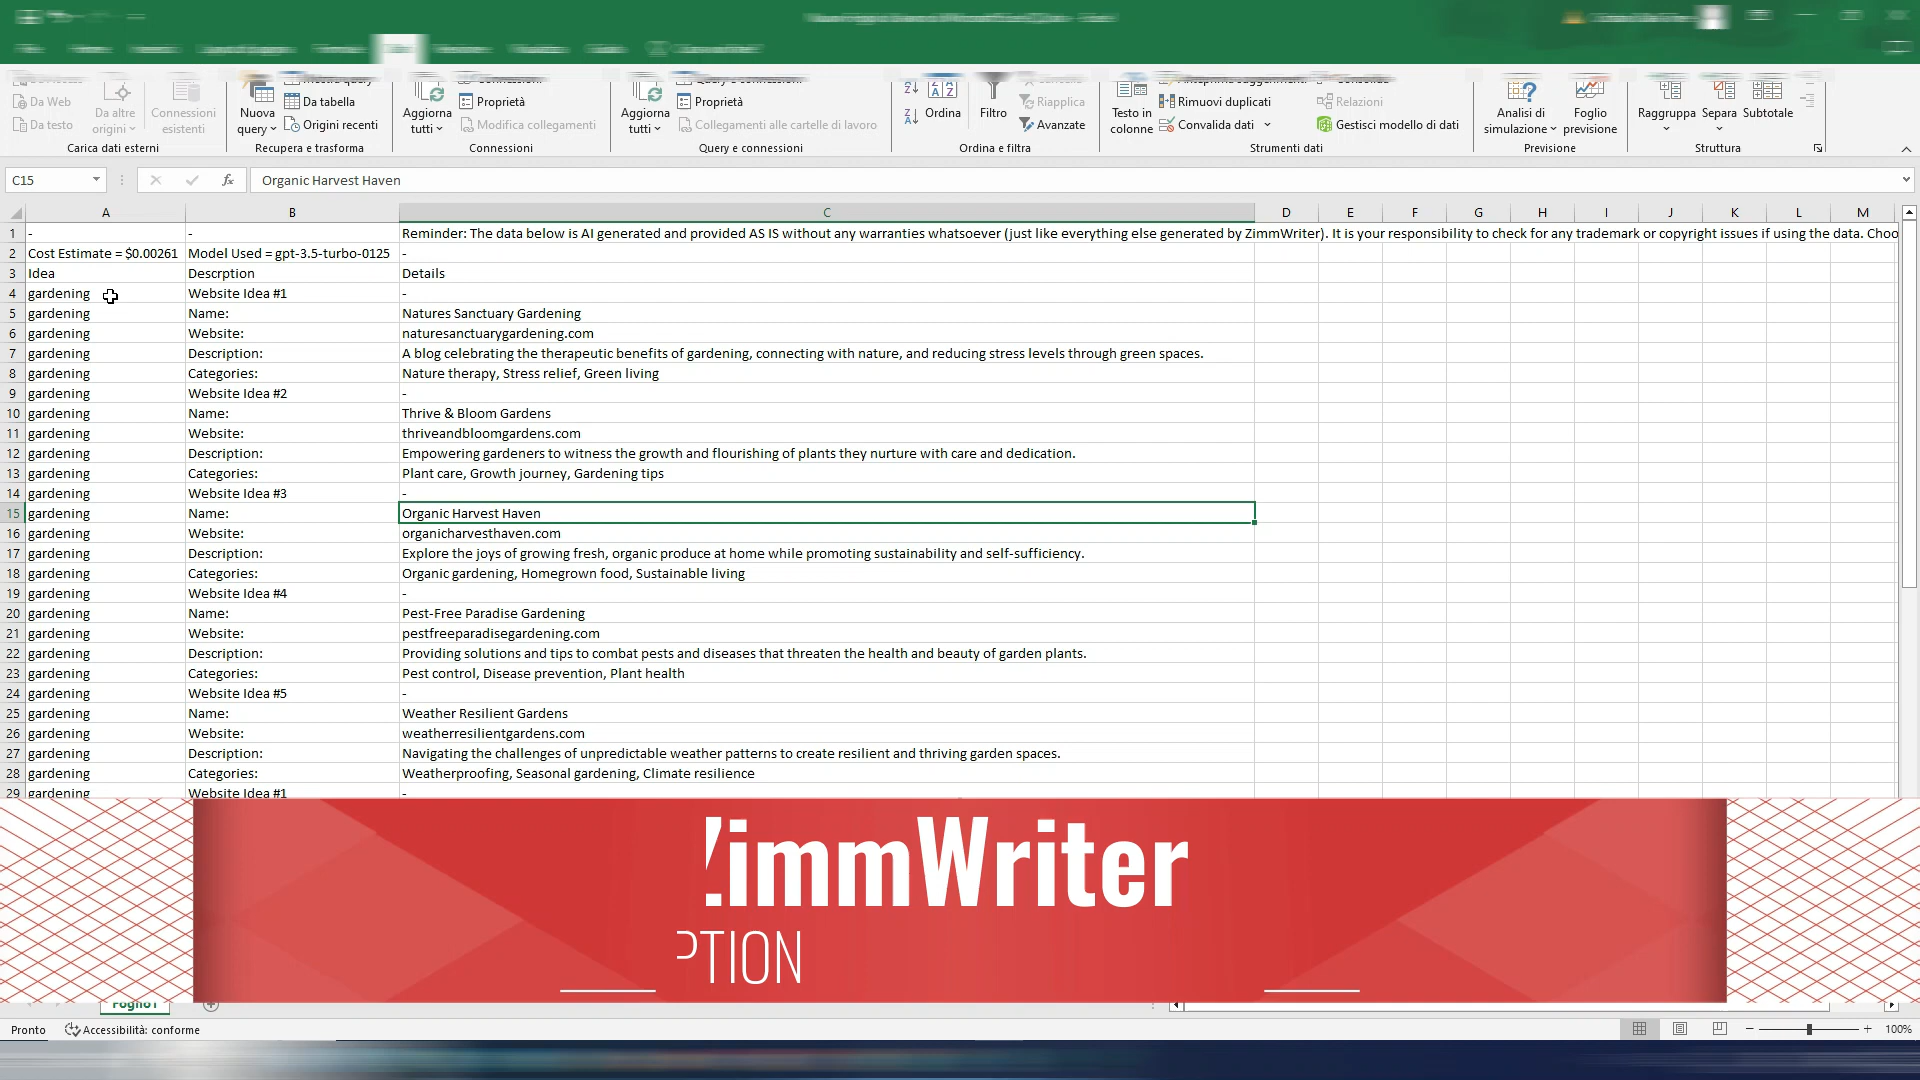 Da Web
Da testo
Da altre origini
Connessioni esistenti
Carica dati esterni
Nuova query
Da tabella
Origini recenti
Recupera e trasforma
Aggiorna tutti
Proprietà
Modifica collegamenti
Connessioni
Aggiorna tutti
Proprietà
Collegamenti alle cartelle di lavoro
Query e connessioni
Ordina
Filtro
Riapplica
Avanzate
Ordina e filtra
Testo in colonne
Rimuovi duplicati
Convalida dati
Relazioni
Gestisci modello di dati
Strumenti dati
Analisi di simulazione
Foglio previsione
Previsione
Raggruppa
Separa
Subtotale
Struttura
C15
fx
Organic Harvest Haven
A B C D E F G H I J K L M
1 - - Reminder: The data below is AI generated and provided AS IS without any warranties whatsoever (just like everything else generated by ZimmWriter). It is your responsibility to check for any trademark or copyright issues if using the data. Choo
2 Cost Estimate = $0.00261 Model Used = gpt-3.5-turbo-0125 -
3 Idea Descrption Details
4 gardening Website Idea #1 -
5 gardening Name: Natures Sanctuary Gardening
6 gardening Website: naturesanctuarygardening.com
7 gardening Description: A blog celebrating the therapeutic benefits of gardening, connecting with nature, and reducing stress levels through green spaces.
8 gardening Categories: Nature therapy, Stress relief, Green living
9 gardening Website Idea #2 -
10 gardening Name: Thrive & Bloom Gardens
11 gardening Website: thriveandbloomgardens.com
12 gardening Description: Empowering gardeners to witness the growth and flourishing of plants they nurture with care and dedication.
13 gardening Categories: Plant care, Growth journey, Gardening tips
14 gardening Website Idea #3 -
15 gardening Name: Organic Harvest Haven
16 gardening Website: organicharvesthaven.com
17 gardening Description: Explore the joys of growing fresh, organic produce at home while promoting sustainability and self-sufficiency.
18 gardening Categories: Organic gardening, Homegrown food, Sustainable living
19 gardening Website Idea #4 -
20 gardening Name: Pest-Free Paradise Gardening
21 gardening Website: pestfreeparadisegardening.com
22 gardening Description: Providing solutions and tips to combat pests and diseases that threaten the health and beauty of garden plants.
23 gardening Categories: Pest control, Disease prevention, Plant health
24 gardening Website Idea #5 -
25 gardening Name: Weather Resilient Gardens
26 gardening Website: weatherresilientgardens.com
27 gardening Description: Navigating the challenges of unpredictable weather patterns to create resilient and thriving garden spaces.
28 gardening Categories: Weatherproofing, Seasonal gardening, Climate resilience
29 gardening Website Idea #1 -
ZimmWriter
PTION
Foglio1
Pronto
Accessibilità: conforme
100%